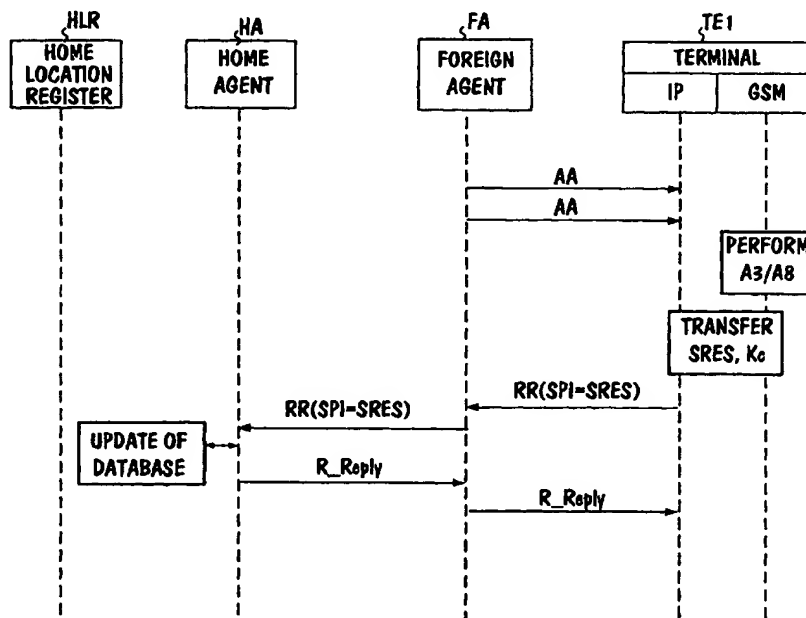 HLR
HA
FA
TE1
HOME
LOCATION
REGISTER
HOME
AGENT
FOREIGN
AGENT
TERMINAL
IP
GSM
AA
AA
PERFORM
A3/A8
TRANSFER
SRES, Kc
RR(SPI=SRES)
RR(SPI=SRES)
UPDATE OF
DATABASE
R_Reply
R_Reply